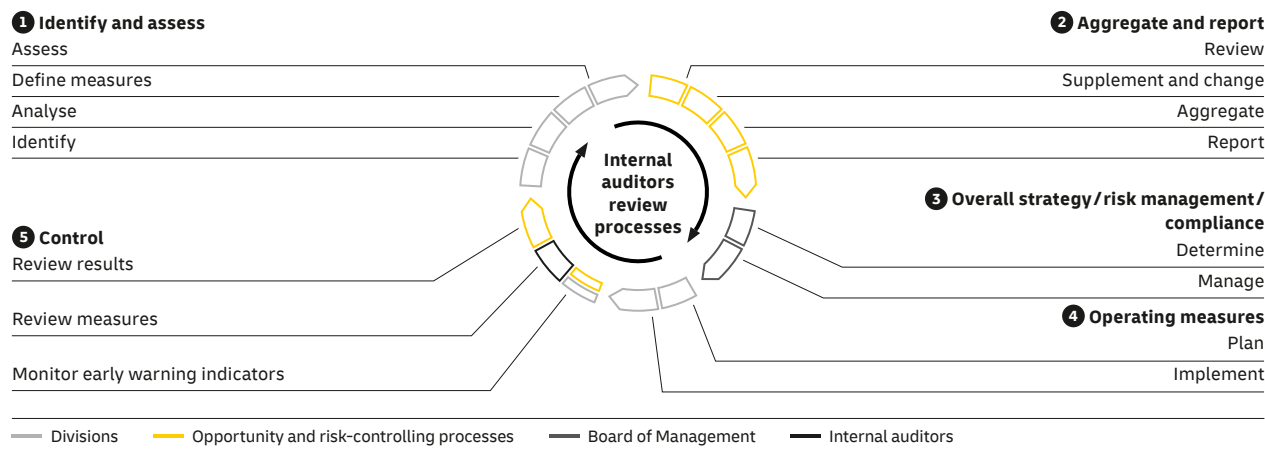 1 Identify and assess
Assess
Define measures
Analyse
Identify
2 Aggregate and report
Review
Supplement and change
Aggregate
Report
Internal
auditors
review
processes
3 Overall strategy/risk management/
compliance
Determine
Manage
4 Operating measures
Plan
Implement
5 Control
Review results
Review measures
Monitor early warning indicators
Divisions
Opportunity and risk-controlling processes
Board of Management
Internal auditors